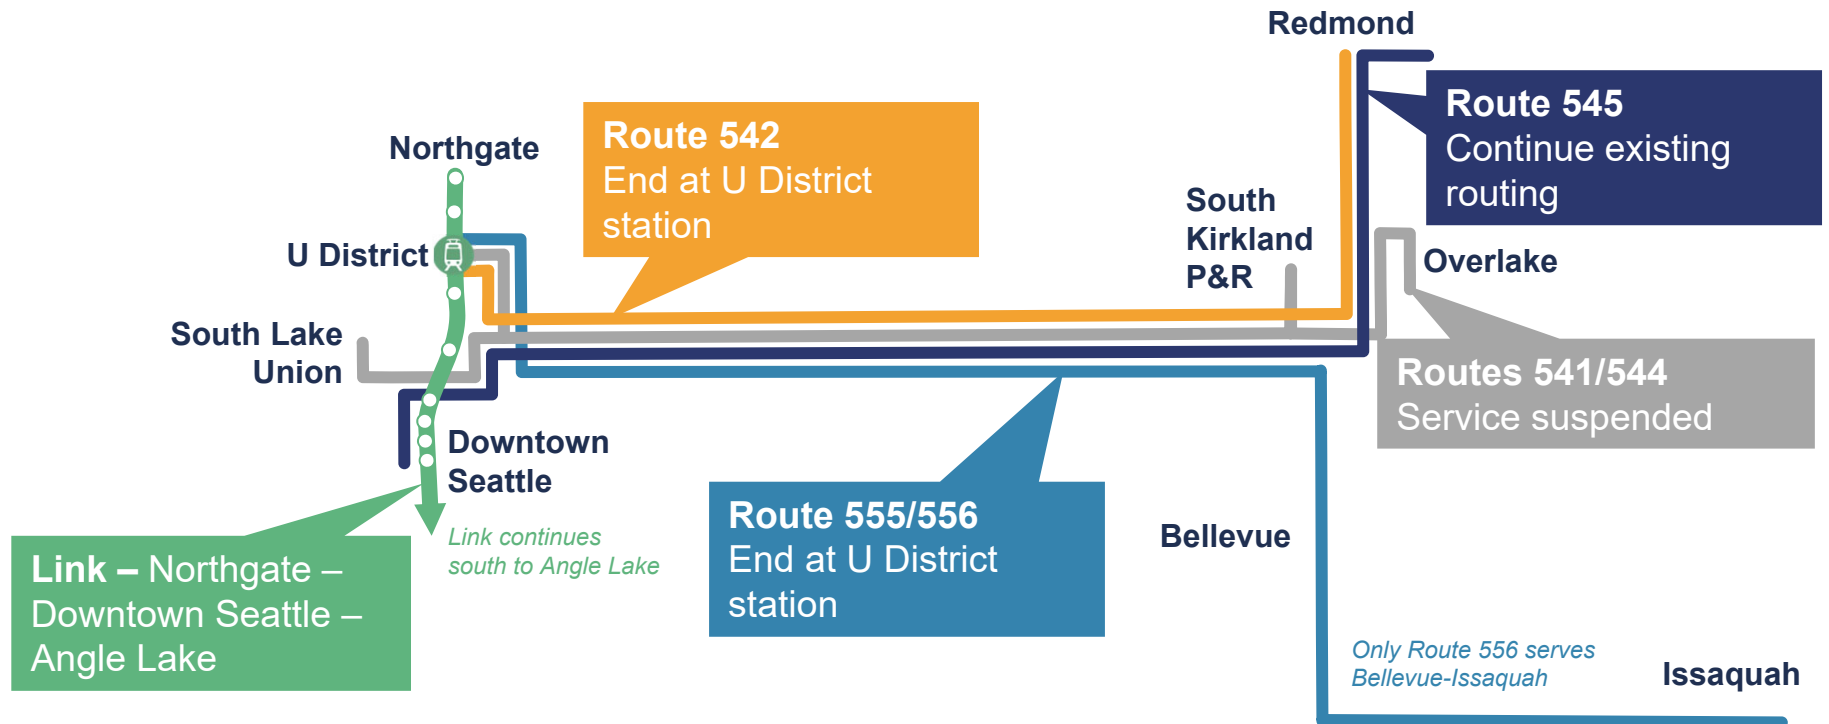 Redmond
Route 545
Continue existing
routing
Route 542
End at U District
station
Northgate
South
Kirkland
P&R
U District
Overlake
South Lake
Union
Routes 541/544
Service suspended
Downtown
Seattle
Route 555/556
End at U District
station
Bellevue
Link continues
south to Angle Lake
Link – Northgate –
Downtown Seattle –
Angle Lake
Only Route 556 serves
Bellevue-Issaquah
Issaquah